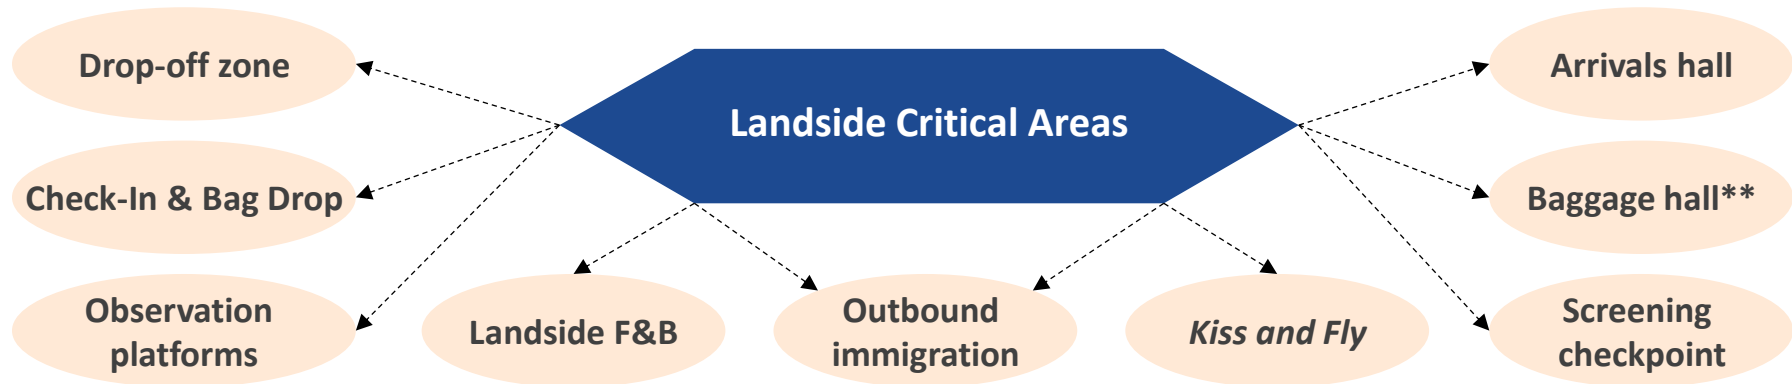 Drop-off zone
Landside Critical Areas
Arrivals hall
Check-In & Bag Drop
Baggage hall**
Observation
platforms
Landside F&B
Outbound
immigration
Kiss and Fly
Screening
checkpoint